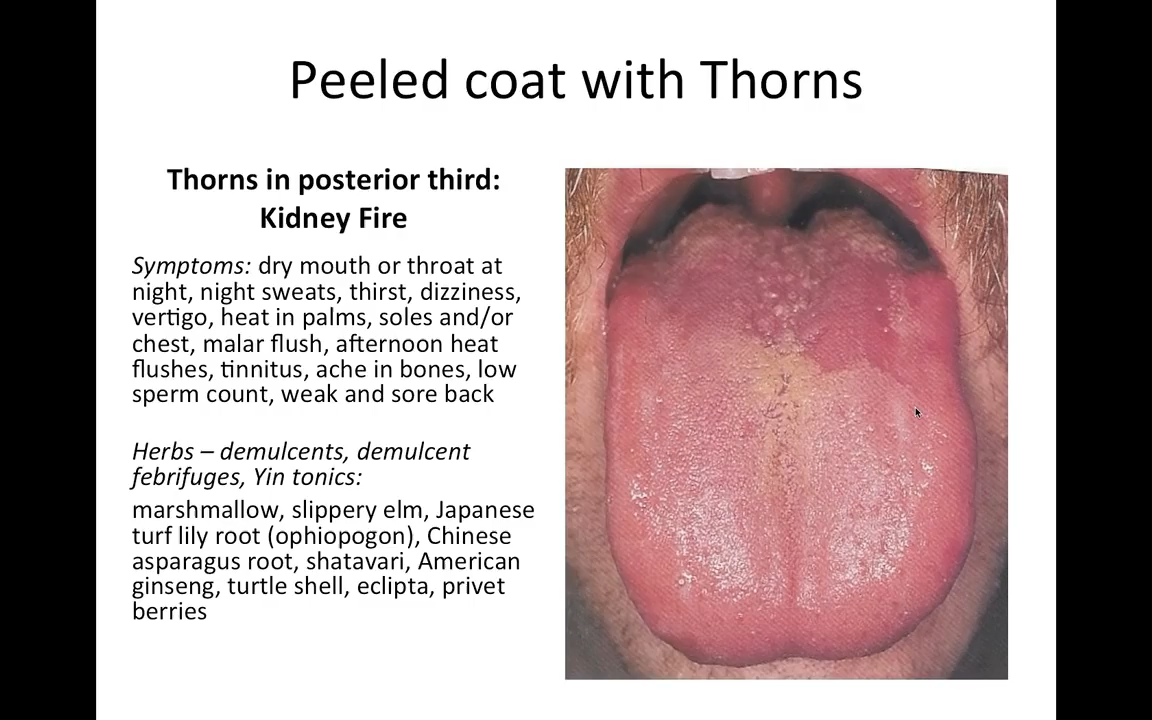 Peeled coat with Thorns
Thorns in posterior third:
Kidney Fire
Symptoms: dry mouth or throat at
night, night sweats, thirst, dizziness,
vertigo, heat in palms, soles and/or
chest, malar flush, afternoon heat
flushes, tinnitus, ache in bones, low
sperm count, weak and sore back
Herbs – demulcents, demulcent
febrifuges, Yin tonics:
marshmallow, slippery elm, Japanese
turf lily root (ophiopogon), Chinese
asparagus root, shatavari, American
ginseng, turtle shell, eclipta, privet
berries